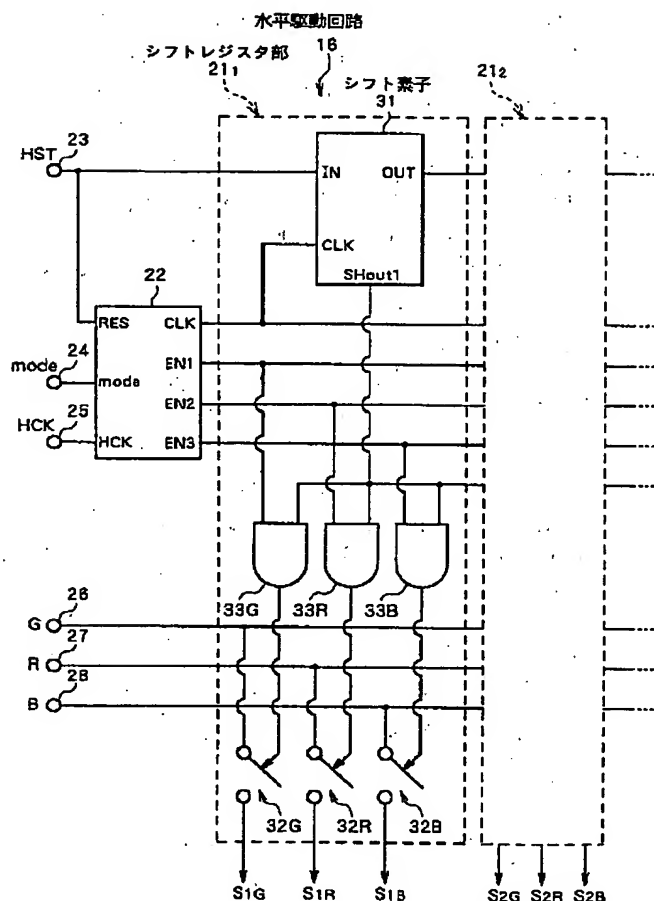 水平駆動回路
16
シフトレジスタ部
21₁
シフト素子
31
21₂
HST
23
IN
OUT
CLK
SHout1
22
RES
CLK
mode
24
mode
EN1
EN2
HCK
25
HCK
EN3
33G
33R
33B
G
26
R
27
B
28
32G
32R
32B
S1G
S1R
S1B
S2G
S2R
S2B